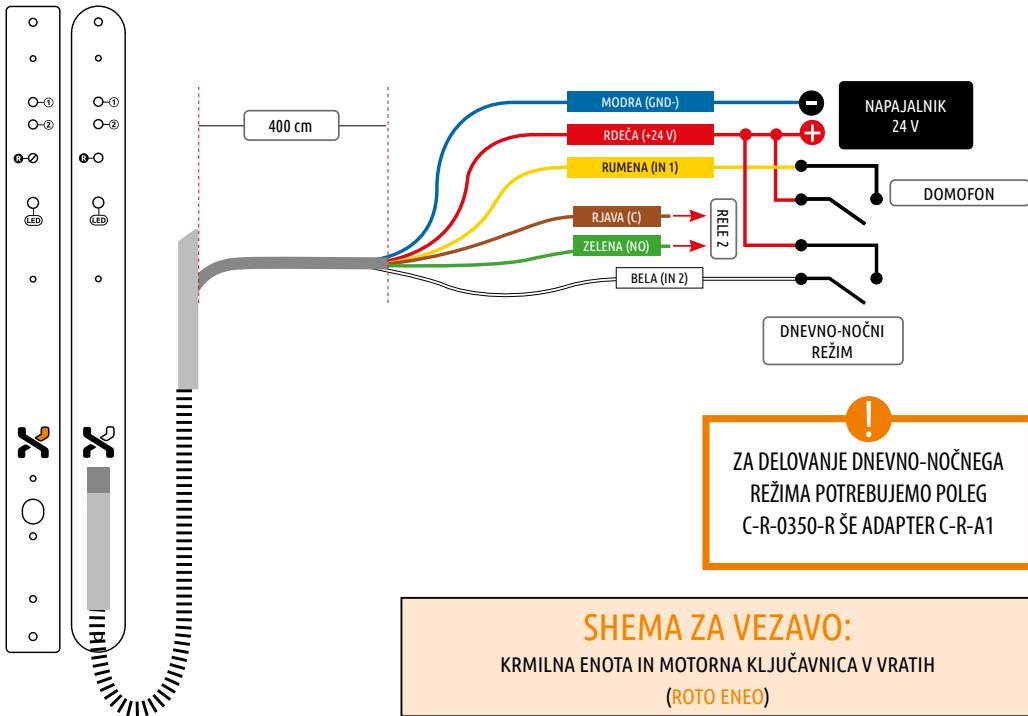 1
2
R
LED
1
2
R
LED
400 cm
MODRA (GND-)
RDEČA (+24 V)
RUMENA (IN 1)
RJAVA (C)
ZELENA (NO)
BELA (IN 2)
RELE 2
NAPAJALNIK
24 V
DOMOFON
DNEVNO-NOČNI
REŽIM
!
ZA DELOVANJE DNEVNO-NOČNEGA
REŽIMA POTREBUJEMO POLEG
C-R-0350-R ŠE ADAPTER C-R-A1
SHEMA ZA VEZAVO:
KRMILNA ENOTA IN MOTORNA KLJUČAVNICA V VRATIH
(ROTO ENEO)